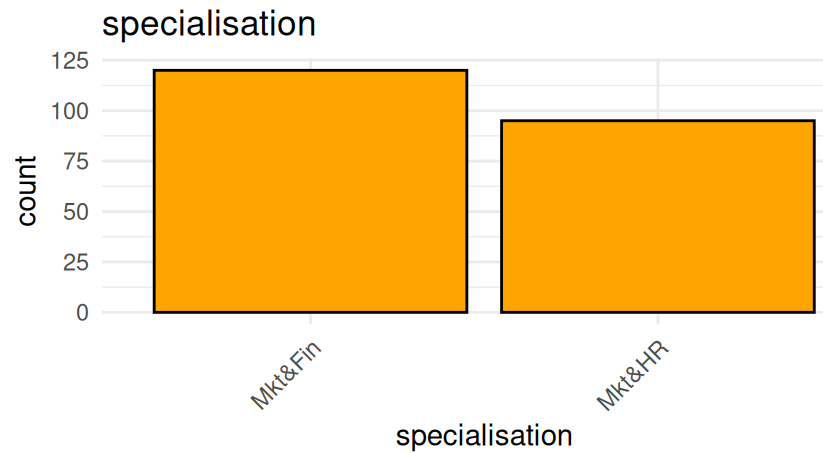 specialisation
125
100
75
50
25
0
count
Mkt&Fin
Mkt&HR
specialisation